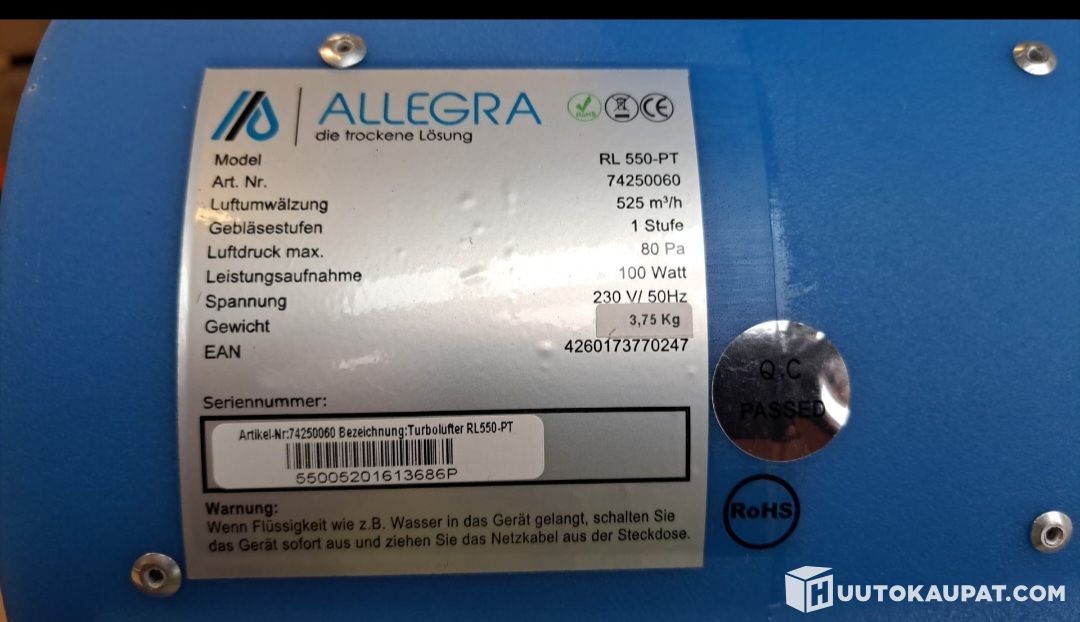 ALLEGRA
die trockene Lösung
RoHS
CE
Model RL 550-PT
Art. Nr. 74250060
Luftumwälzung 525 m³/h
Gebläsestufen 1 Stufe
Luftdruck max. 80 Pa
Leistungsaufnahme 100 Watt
Spannung 230 V/ 50Hz
Gewicht 3,75 Kg
EAN 4260173770247
Seriennummer:
Artikel-Nr:74250060 Bezeichnung:Turbolüfter RL550-PT
55005201613686P
Warnung:
Wenn Flüssigkeit wie z.B. Wasser in das Gerät gelangt, schalten Sie
das Gerät sofort aus und ziehen Sie das Netzkabel aus der Steckdose.
Q.C
PASSED
RoHS
HUUTOKAUPAT.COM